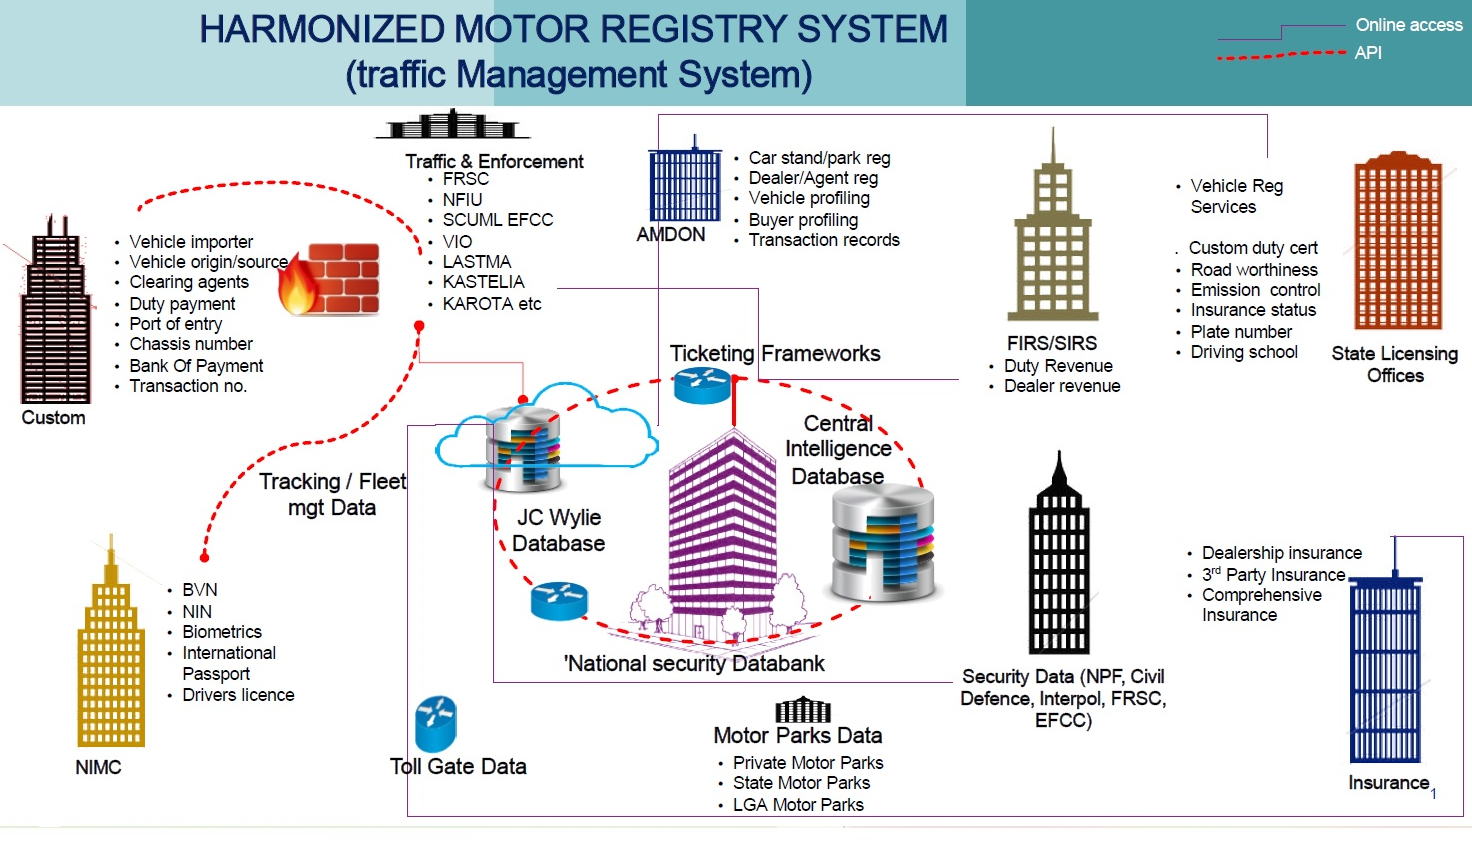 HARMONIZED MOTOR REGISTRY SYSTEM
(traffic Management System)
Online access
API
Traffic & Enforcement
• FRSC
• NFIU
• SCUML EFCC
• VIO
• LASTMA
• KASTELIA
• KAROTA etc
AMDON
• Car stand/park reg
• Dealer/Agent reg
• Vehicle profiling
• Buyer profiling
• Transaction records
• Vehicle Reg
Services
. Custom duty cert
• Road worthiness
• Emission control
• Insurance status
• Plate number
• Driving school
State Licensing
Offices
• Vehicle importer
• Vehicle origin/source
• Clearing agents
• Duty payment
• Port of entry
• Chassis number
• Bank Of Payment
• Transaction no.
Custom
FIRS/SIRS
• Duty Revenue
• Dealer revenue
Ticketing Frameworks
Central
Intelligence
Database
Tracking / Fleet
mgt Data
JC Wylie
Database
'National security Databank
• BVN
• NIN
• Biometrics
• International
Passport
• Drivers licence
NIMC
Toll Gate Data
Motor Parks Data
• Private Motor Parks
• State Motor Parks
• LGA Motor Parks
Security Data (NPF, Civil
Defence, Interpol, FRSC,
EFCC)
• Dealership insurance
• 3rd Party Insurance
• Comprehensive
Insurance
Insurance
1